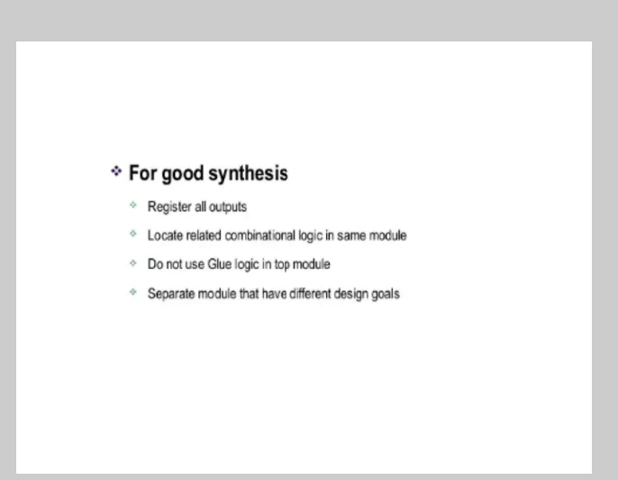 For good synthesis
Register all outputs
Locate related combinational logic in same module
Do not use Glue logic in top module
Separate module that have different design goals